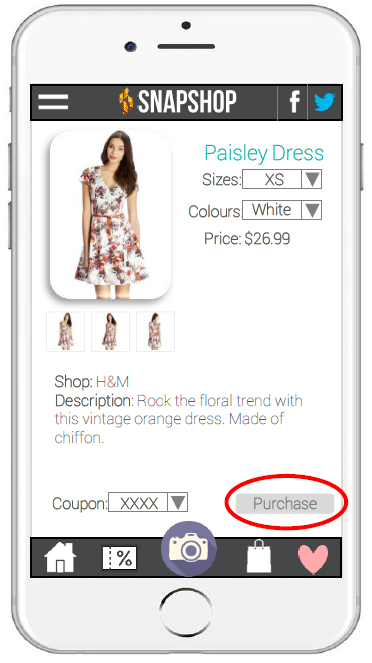 SNAPSHOP
f
Paisley Dress
Sizes: XS
Colours: White
Price: $26.99
Shop: H&M
Description: Rock the floral trend with
this vintage orange dress. Made of
chiffon.
Coupon: XXXX
Purchase
%